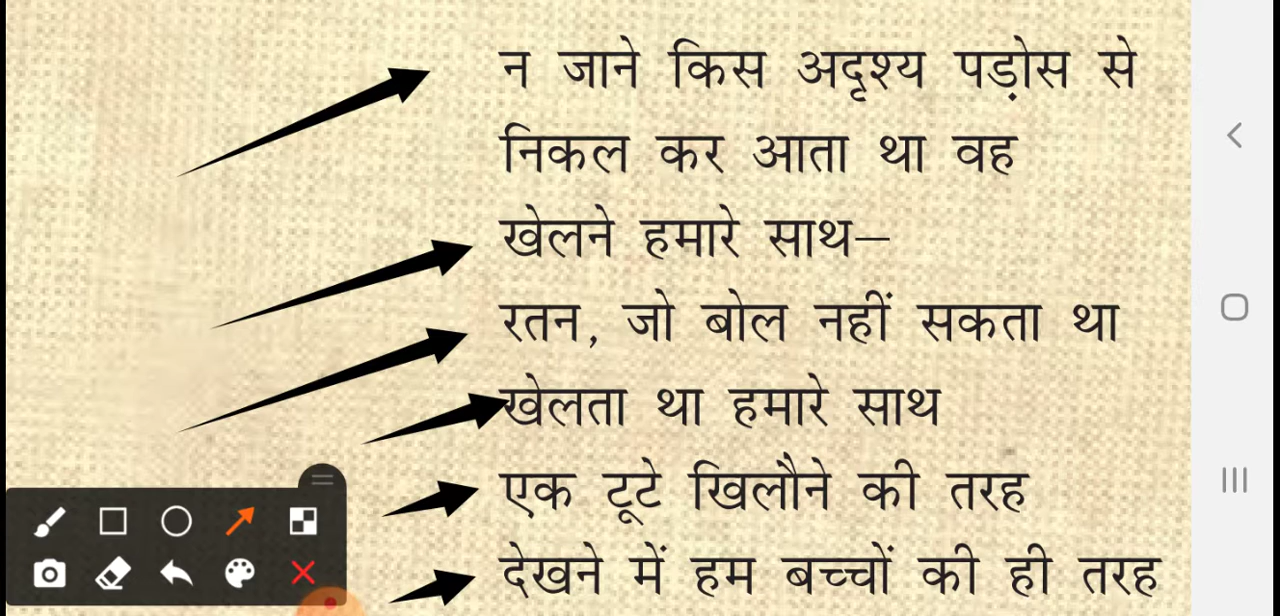 न जाने किस अदृश्य पड़ोस से
निकल कर आता था वह
खेलने हमारे साथ–
रतन, जो बोल नहीं सकता था
खेलता था हमारे साथ
एक टूटे खिलौने की तरह
देखने में हम बच्चों की ही तरह